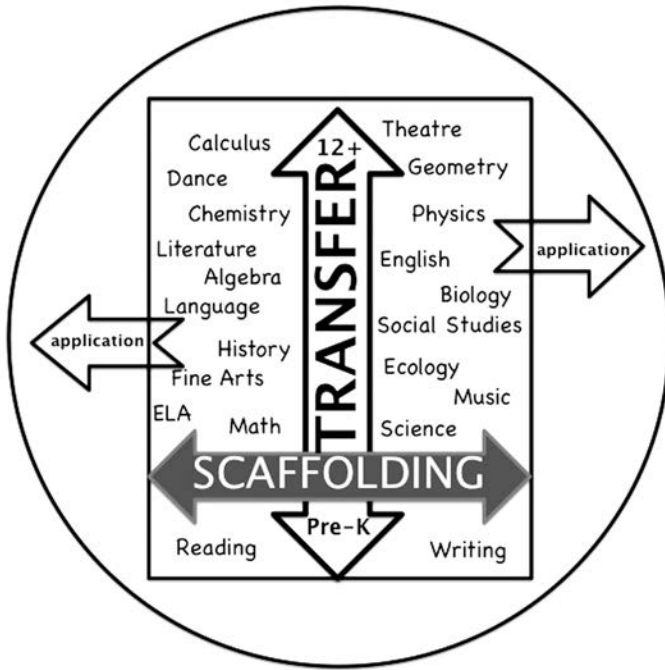 Calculus
12+
Theatre
Geometry
Dance
Chemistry
Physics
Literature
English
application
Algebra
Biology
Language
Social Studies
application
History
Ecology
Fine Arts
Music
ELA
Math
TRANSFER
Science
SCAFFOLDING
Pre-K
Reading
Writing